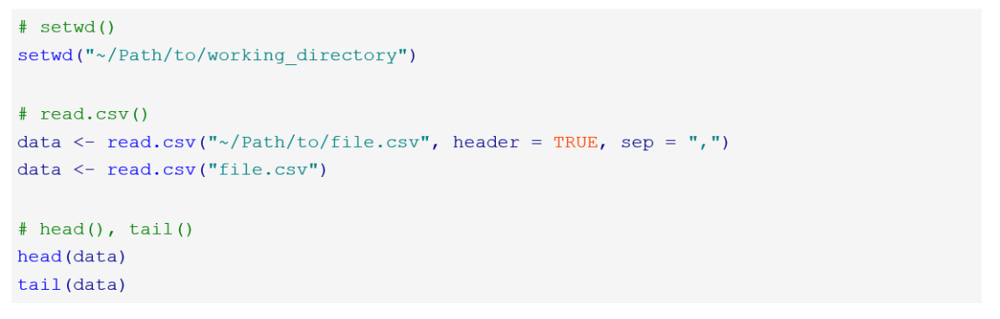 # setwd()
setwd("~/Path/to/working_directory")
# read.csv()
data <- read.csv("~/Path/to/file.csv", header = TRUE, sep = ",")
data <- read.csv("file.csv")
# head(), tail()
head(data)
tail(data)